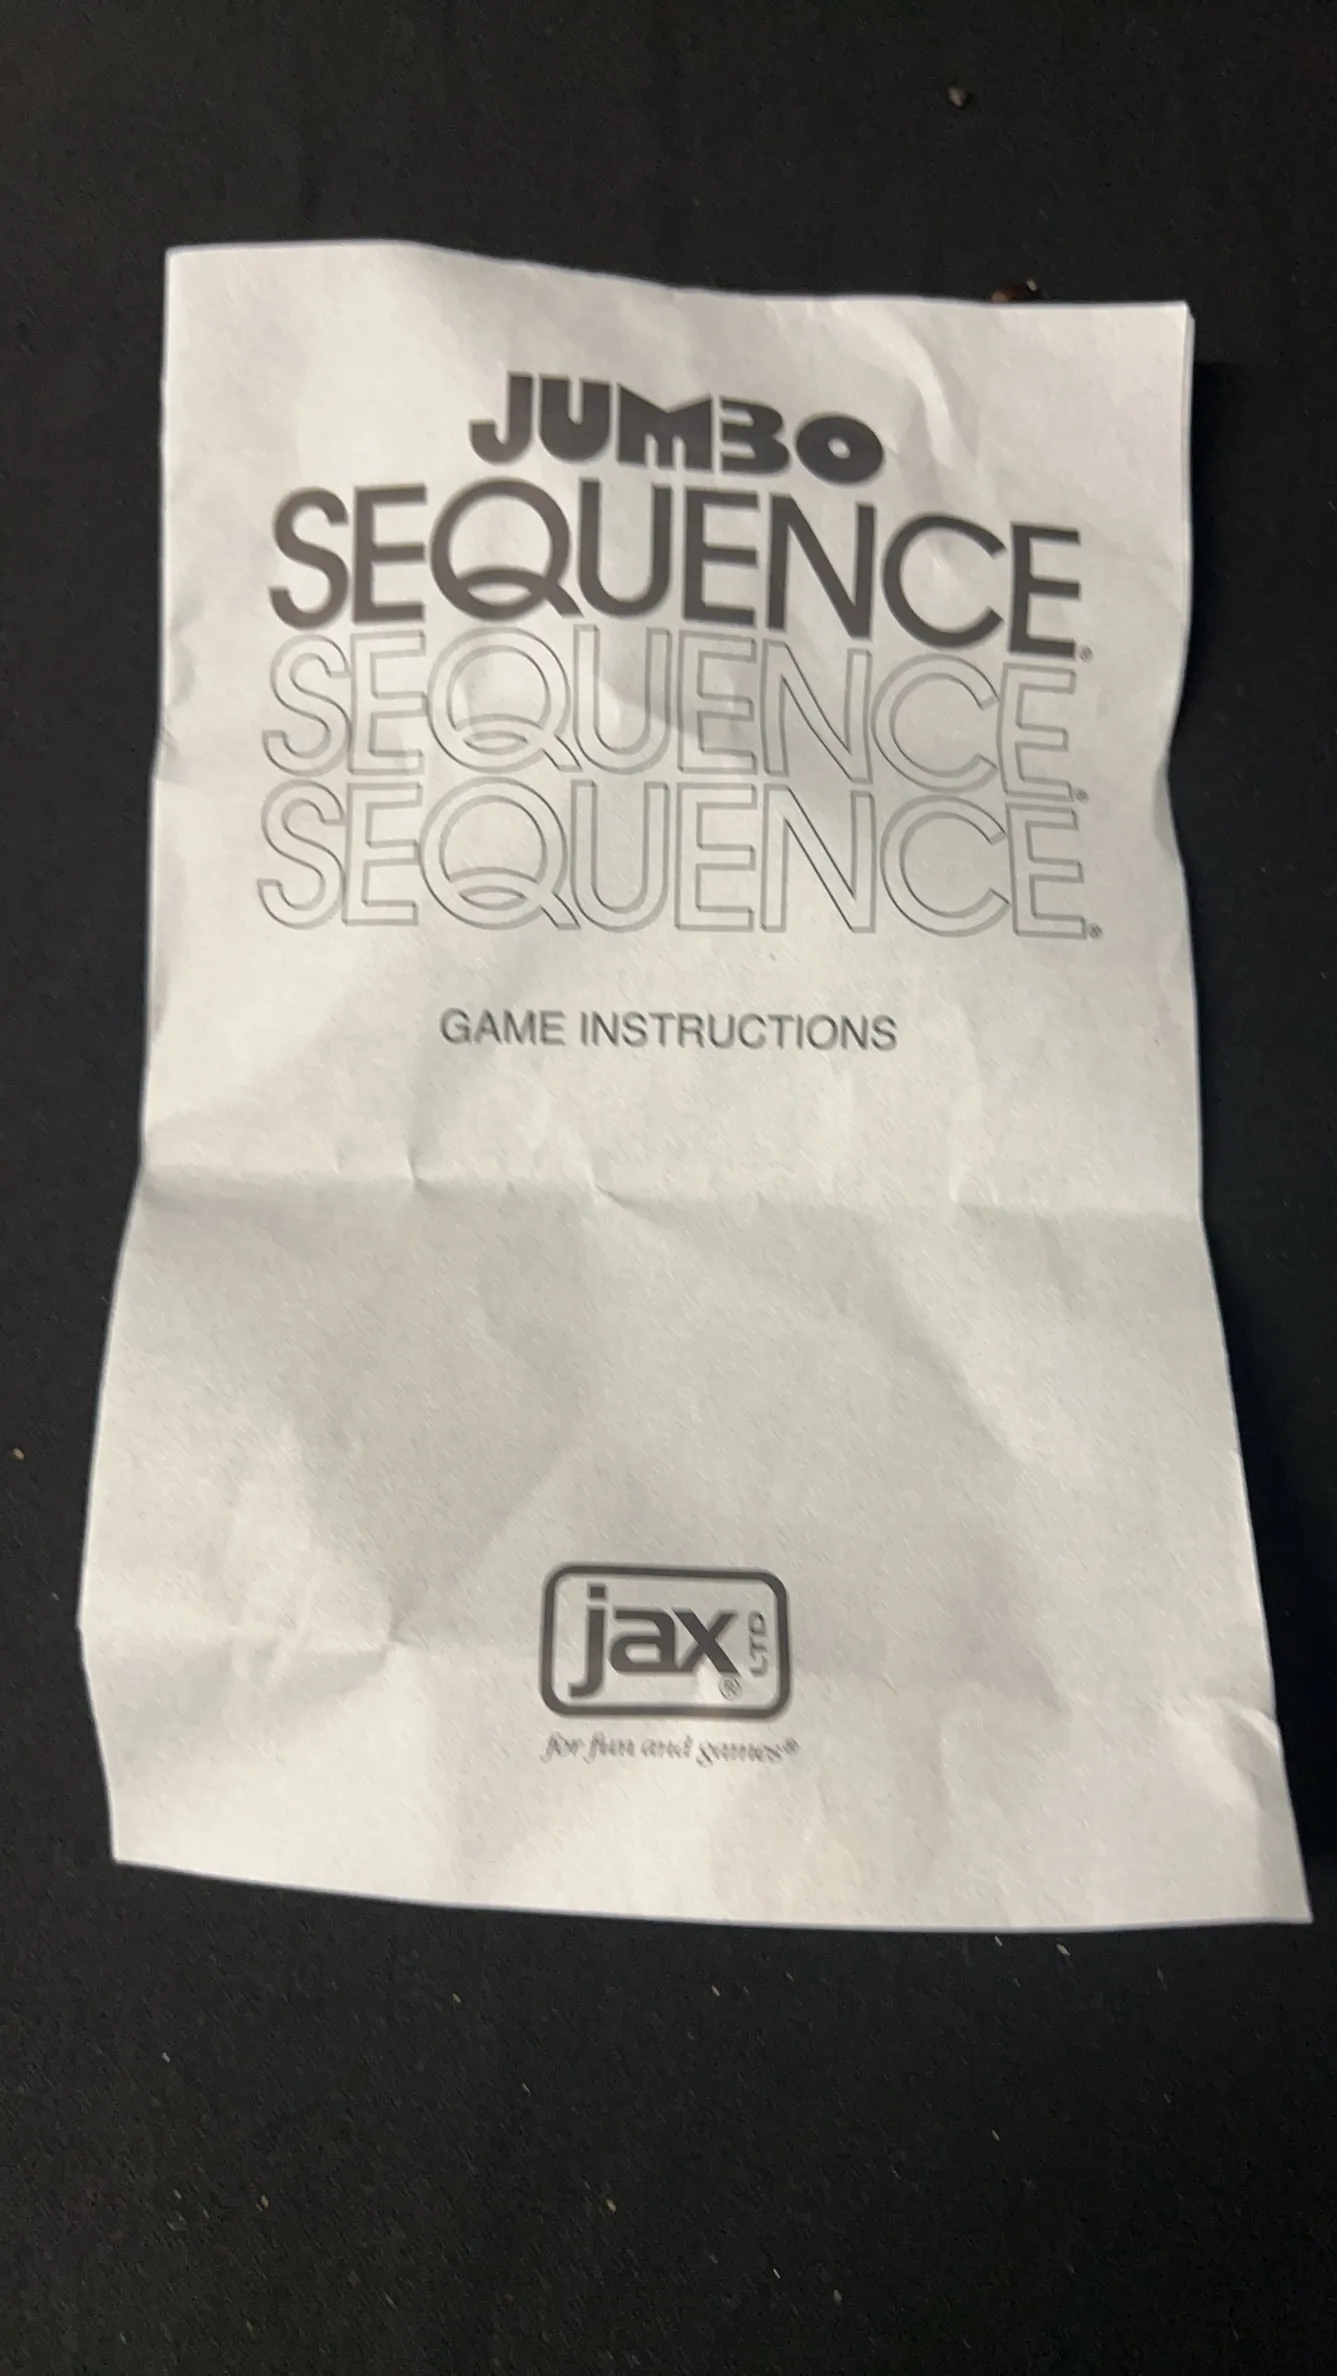 JUMBO
SEQUENCE®
SEQUENCE®
SEQUENCE®
GAME INSTRUCTIONS
jax® LTD
for fun and games®